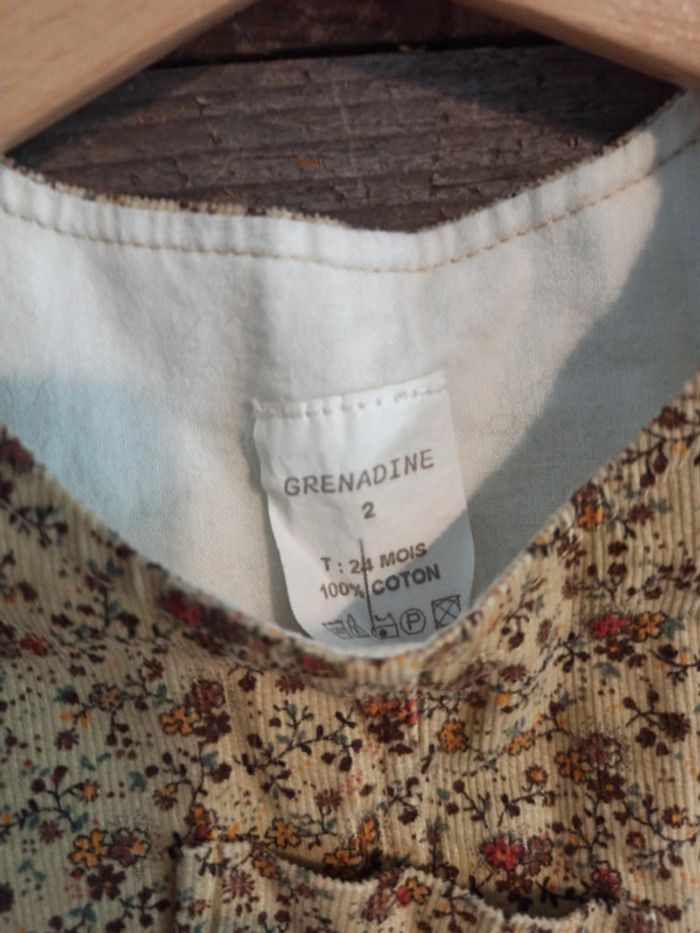 GRENADINE
2
T : 24 MOIS
100% COTON
P